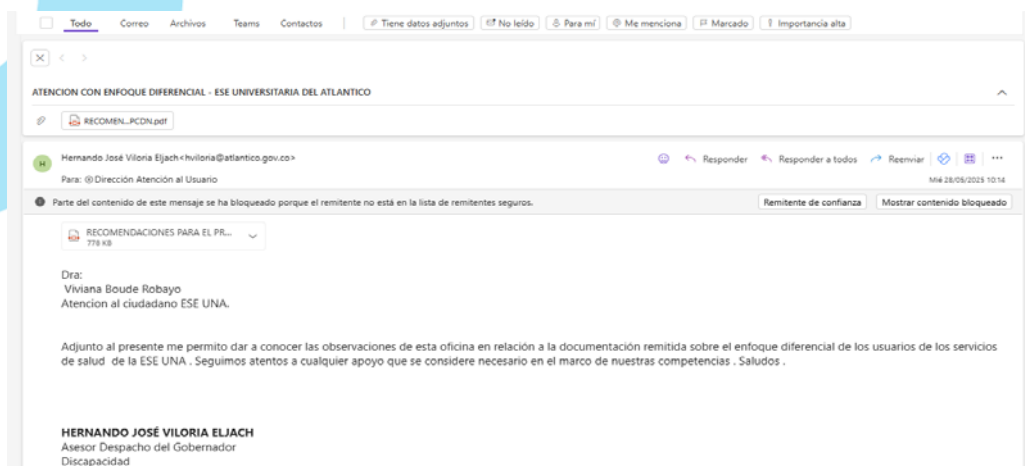 Todo Correo Archivos Teams Contactos Tiene datos adjuntos No leído Para mí Me menciona Marcado Importancia alta
ATENCION CON ENFOQUE DIFERENCIAL - ESE UNIVERSITARIA DEL ATLANTICO
RECOMEN...PCDN.pdf
H
Hernando José Viloria Eljach<hviloria@atlantico.gov.co> Responder Responder a todos Reenviar
Para: Dirección Atención al Usuario Mié 28/05/2025 10:14
Parte del contenido de este mensaje se ha bloqueado porque el remitente no está en la lista de remitentes seguros. Remitente de confianza Mostrar contenido bloqueado
RECOMENDACIONES PARA EL PR...
778 KB
Dra:
Viviana Boude Robayo
Atencion al ciudadano ESE UNA.
Adjunto al presente me permito dar a conocer las observaciones de esta oficina en relación a la documentación remitida sobre el enfoque diferencial de los usuarios de los servicios
de salud de la ESE UNA . Seguimos atentos a cualquier apoyo que se considere necesario en el marco de nuestras competencias . Saludos .
HERNANDO JOSÉ VILORIA ELJACH
Asesor Despacho del Gobernador
Discapacidad